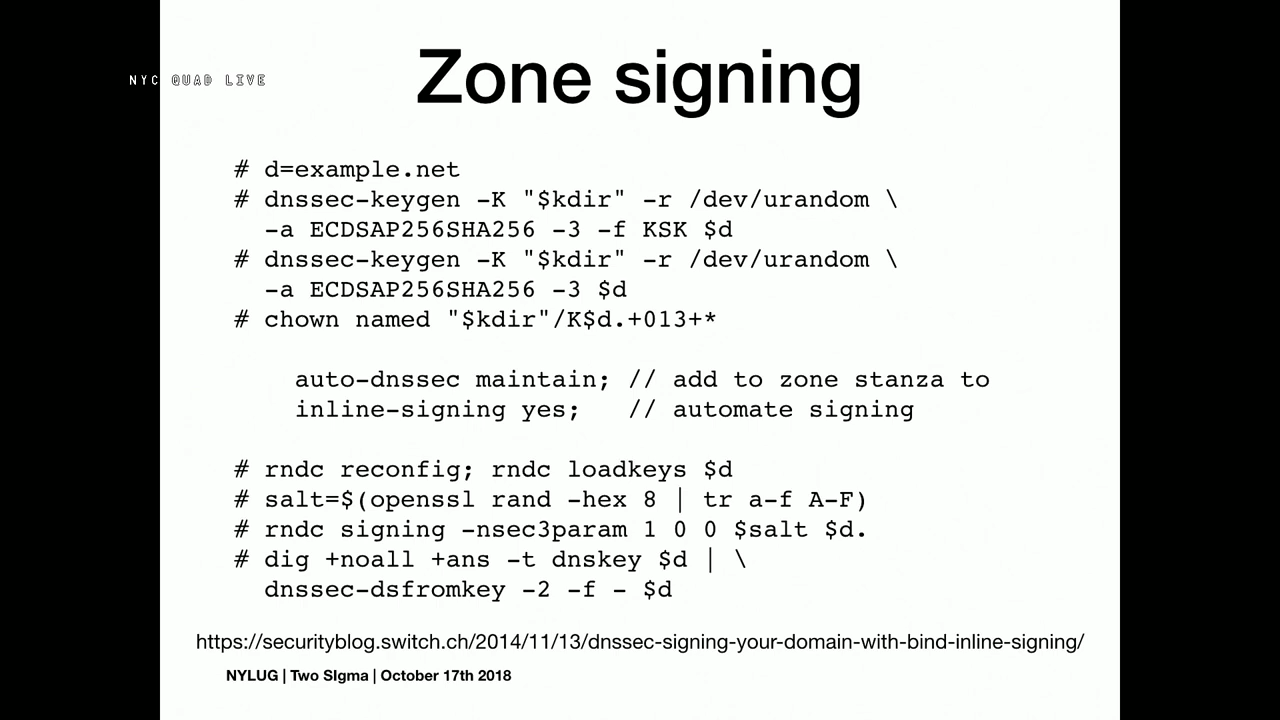 NYC QUAD LIVE
Zone signing
# d=example.net
# dnssec-keygen -K "$kdir" -r /dev/urandom \
-a ECDSAP256SHA256 -3 -f KSK $d
# dnssec-keygen -K "$kdir" -r /dev/urandom \
-a ECDSAP256SHA256 -3 $d
# chown named "$kdir"/K$d.+013+*
auto-dnssec maintain; // add to zone stanza to
inline-signing yes; // automate signing
# rndc reconfig; rndc loadkeys $d
# salt=$(openssl rand -hex 8 | tr a-f A-F)
# rndc signing -nsec3param 1 0 0 $salt $d.
# dig +noall +ans -t dnskey $d | \
dnssec-dsfromkey -2 -f - $d
https://securityblog.switch.ch/2014/11/13/dnssec-signing-your-domain-with-bind-inline-signing/
NYLUG | Two SIgma | October 17th 2018